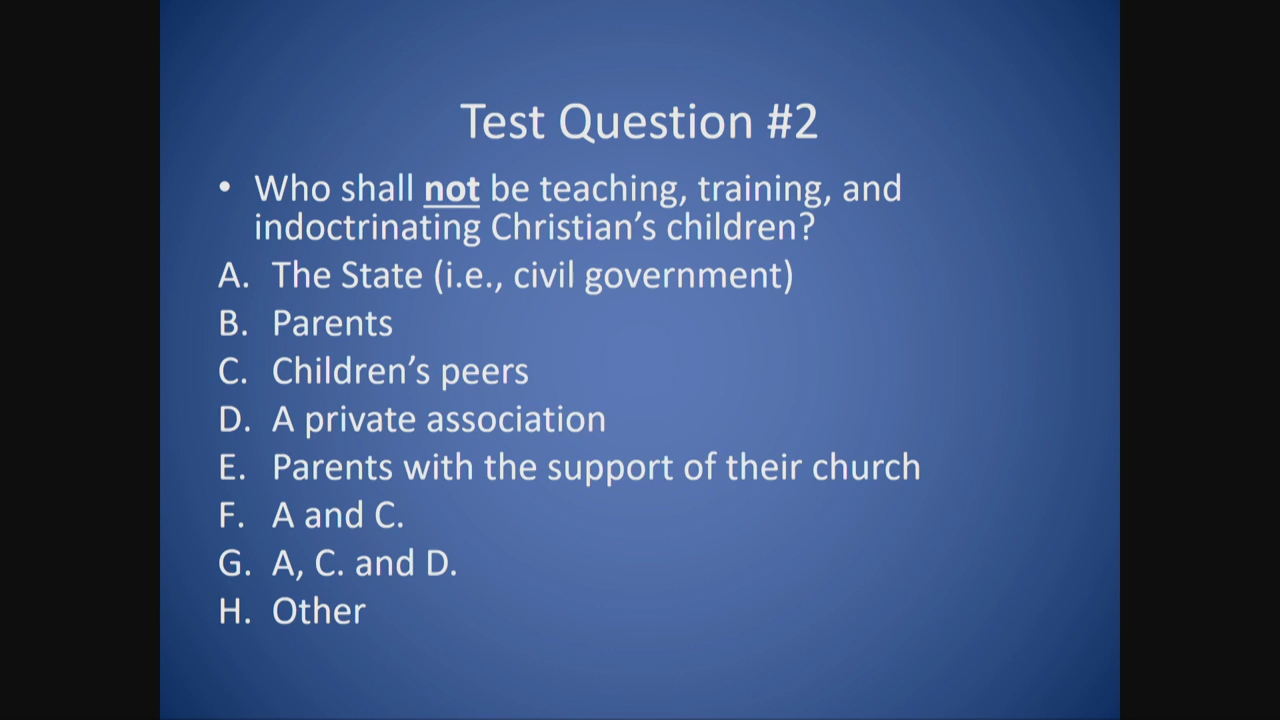 Test Question #2
• Who shall not be teaching, training, and
indoctrinating Christian’s children?
A. The State (i.e., civil government)
B. Parents
C. Children’s peers
D. A private association
E. Parents with the support of their church
F. A and C.
G. A, C. and D.
H. Other